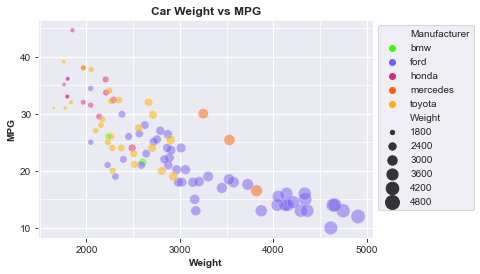 Car Weight vs MPG
40
30
20
10
MPG
2000 3000 4000 5000
Weight
Manufacturer
bmw
ford
honda
mercedes
toyota
Weight
1800
2400
3000
3600
4200
4800